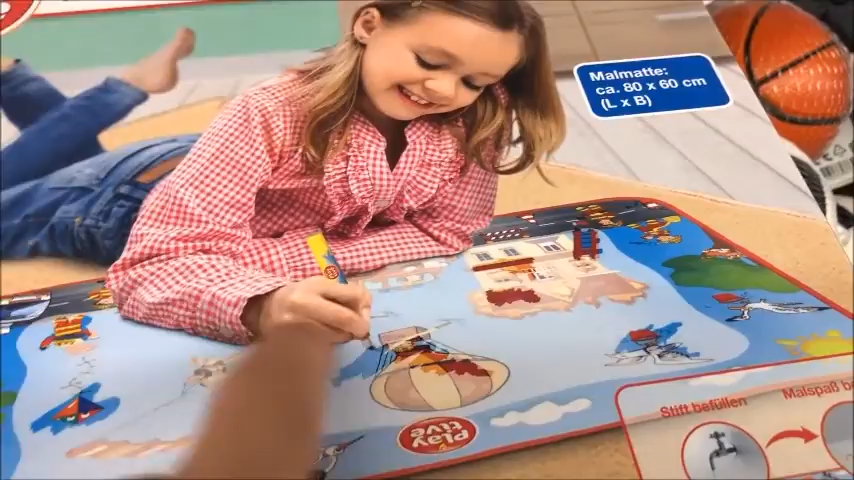 Malmatte:
ca. 80 x 60 cm
(L x B)
PLAY
TIVE
Stift befüllen
Malspaß b